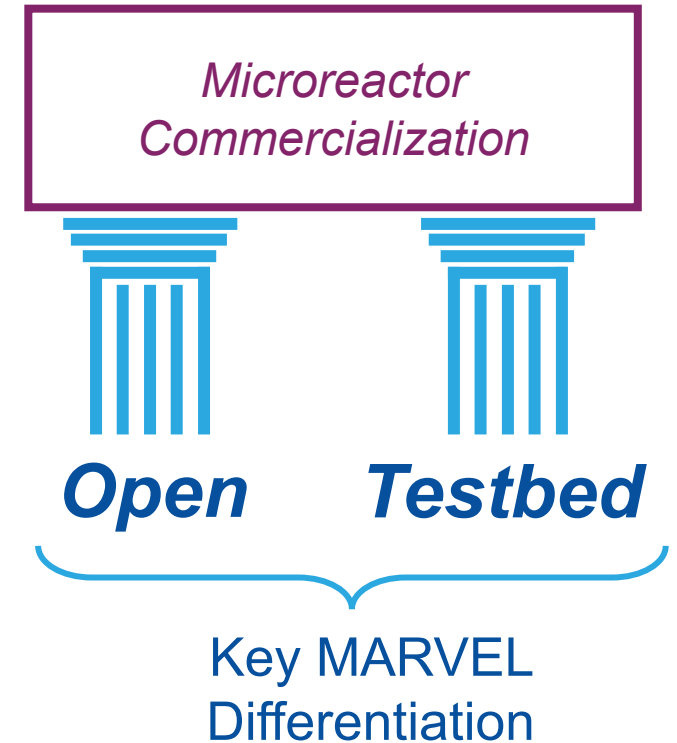 Microreactor
Commercialization
Open Testbed
Key MARVEL
Differentiation